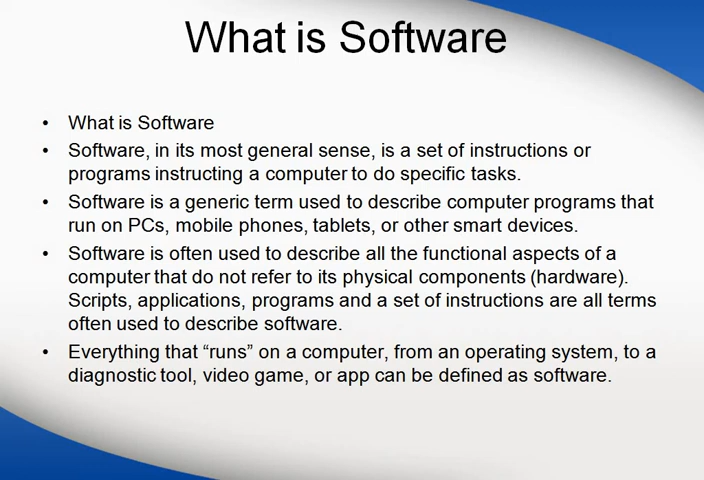 What is Software
• What is Software
• Software, in its most general sense, is a set of instructions or
programs instructing a computer to do specific tasks.
• Software is a generic term used to describe computer programs that
run on PCs, mobile phones, tablets, or other smart devices.
• Software is often used to describe all the functional aspects of a
computer that do not refer to its physical components (hardware).
Scripts, applications, programs and a set of instructions are all terms
often used to describe software.
• Everything that “runs” on a computer, from an operating system, to a
diagnostic tool, video game, or app can be defined as software.